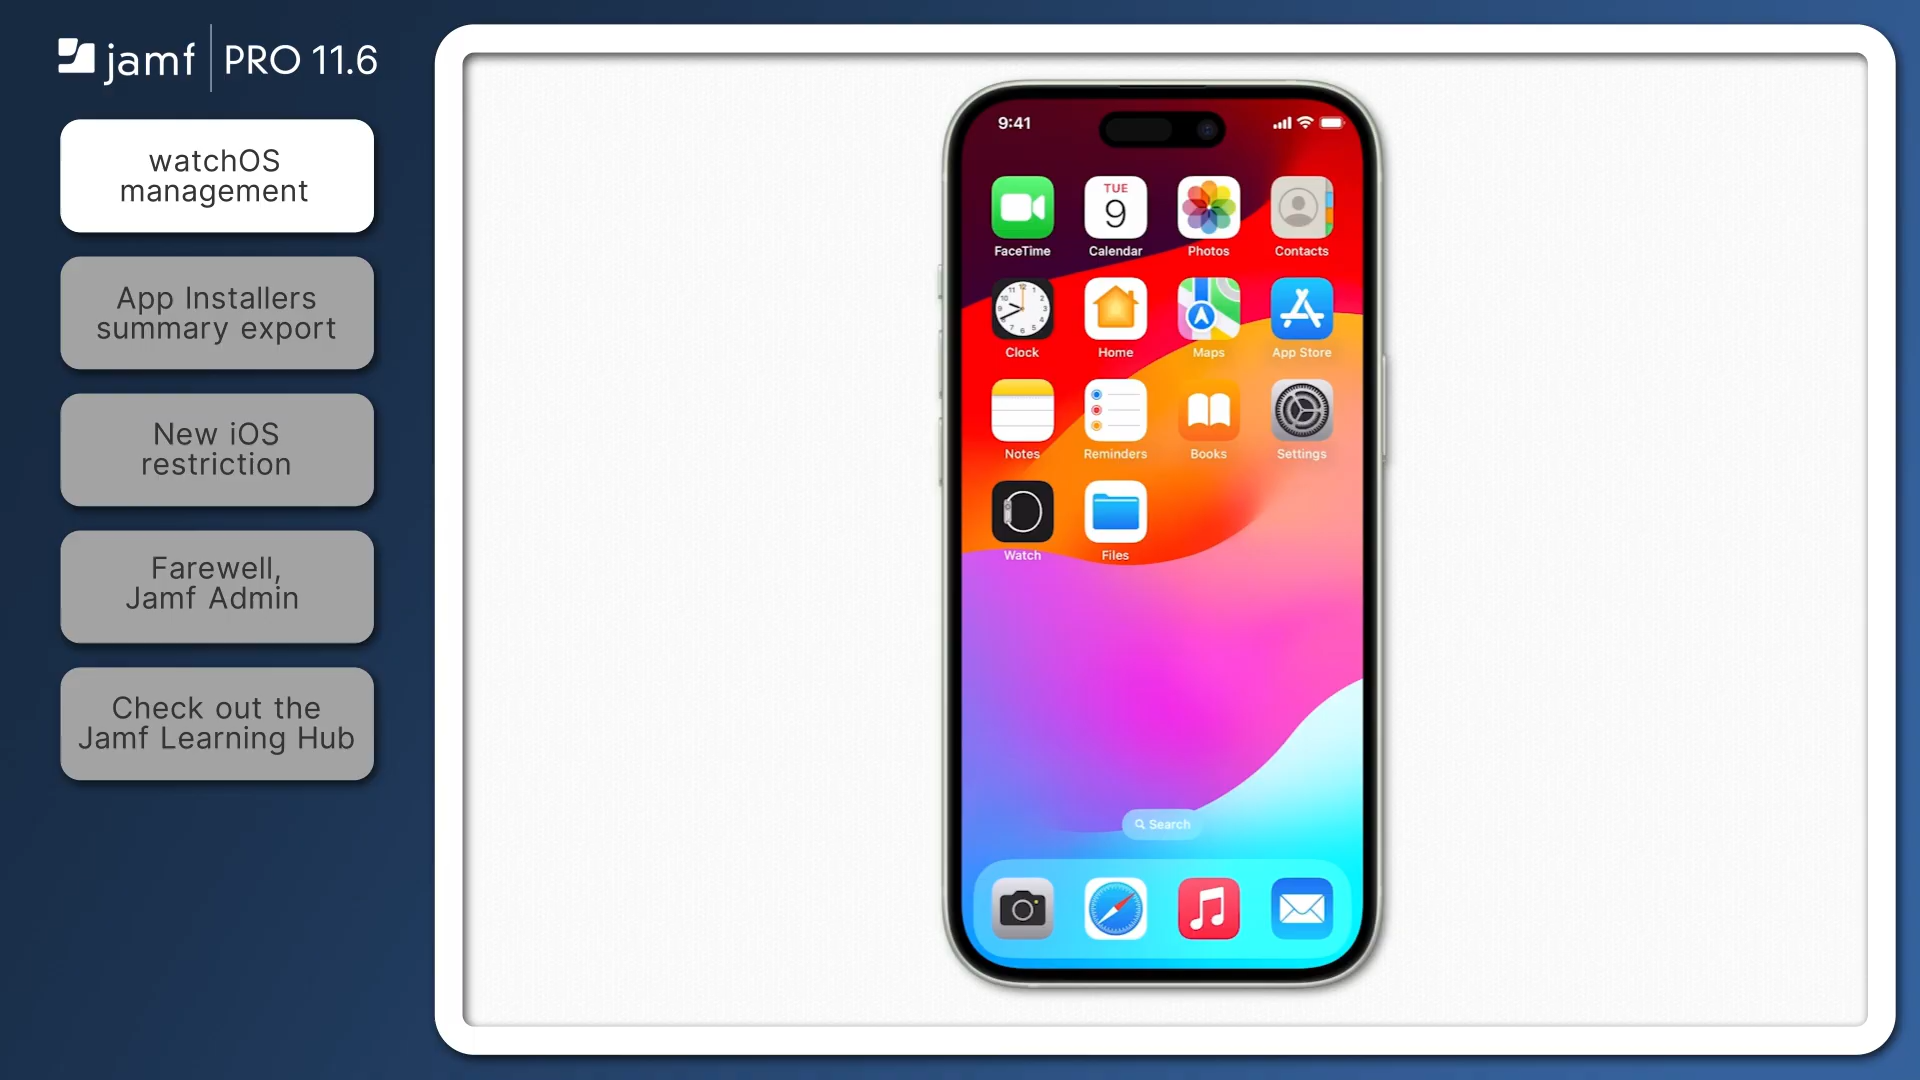 jamf PRO 11.6
watchOS
management
App Installers
summary export
New iOS
restriction
Farewell,
Jamf Admin
Check out the
Jamf Learning Hub
9:41
TUE
9
FaceTime Calendar Photos Contacts
Clock Home Maps App Store
Notes Reminders Books Settings
Watch Files
Search